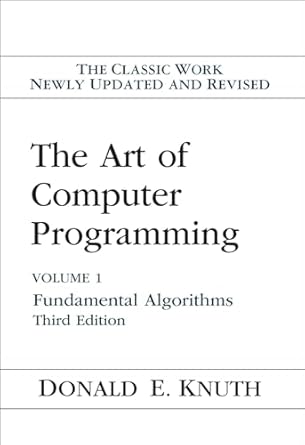 The Classic Work
Newly Updated and Revised
The Art of
Computer
Programming
VOLUME 1
Fundamental Algorithms
Third Edition
DONALD E. KNUTH